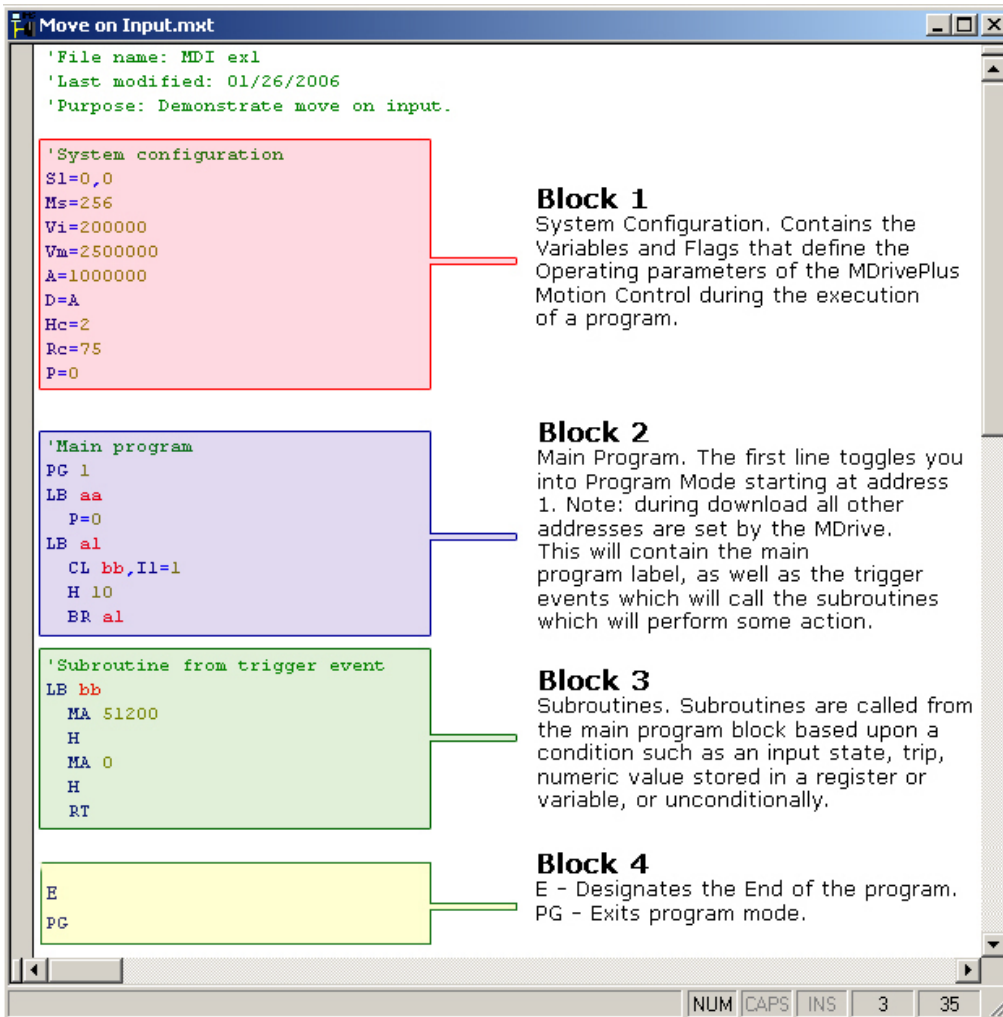 Move on Input.mxt
'File name: MDI ex1
'Last modified: 01/26/2006
'Purpose: Demonstrate move on input.
'System configuration
S1=0,0
Ms=256
Vi=200000
Vm=2500000
A=1000000
D=A
Hc=2
Rc=75
P=0
Block 1
System Configuration. Contains the
Variables and Flags that define the
Operating parameters of the MDrivePlus
Motion Control during the execution
of a program.
'Main program
PG 1
LB aa
P=0
LB a1
CL bb,I1=1
H 10
BR a1
Block 2
Main Program. The first line toggles you
into Program Mode starting at address
1. Note: during download all other
addresses are set by the MDrive.
This will contain the main
program label, as well as the trigger
events which will call the subroutines
which will perform some action.
'Subroutine from trigger event
LB bb
MA 51200
H
MA 0
H
RT
Block 3
Subroutines. Subroutines are called from
the main program block based upon a
condition such as an input state, trip,
numeric value stored in a register or
variable, or unconditionally.
E
PG
Block 4
E - Designates the End of the program.
PG - Exits program mode.
NUM CAPS INS 3 35